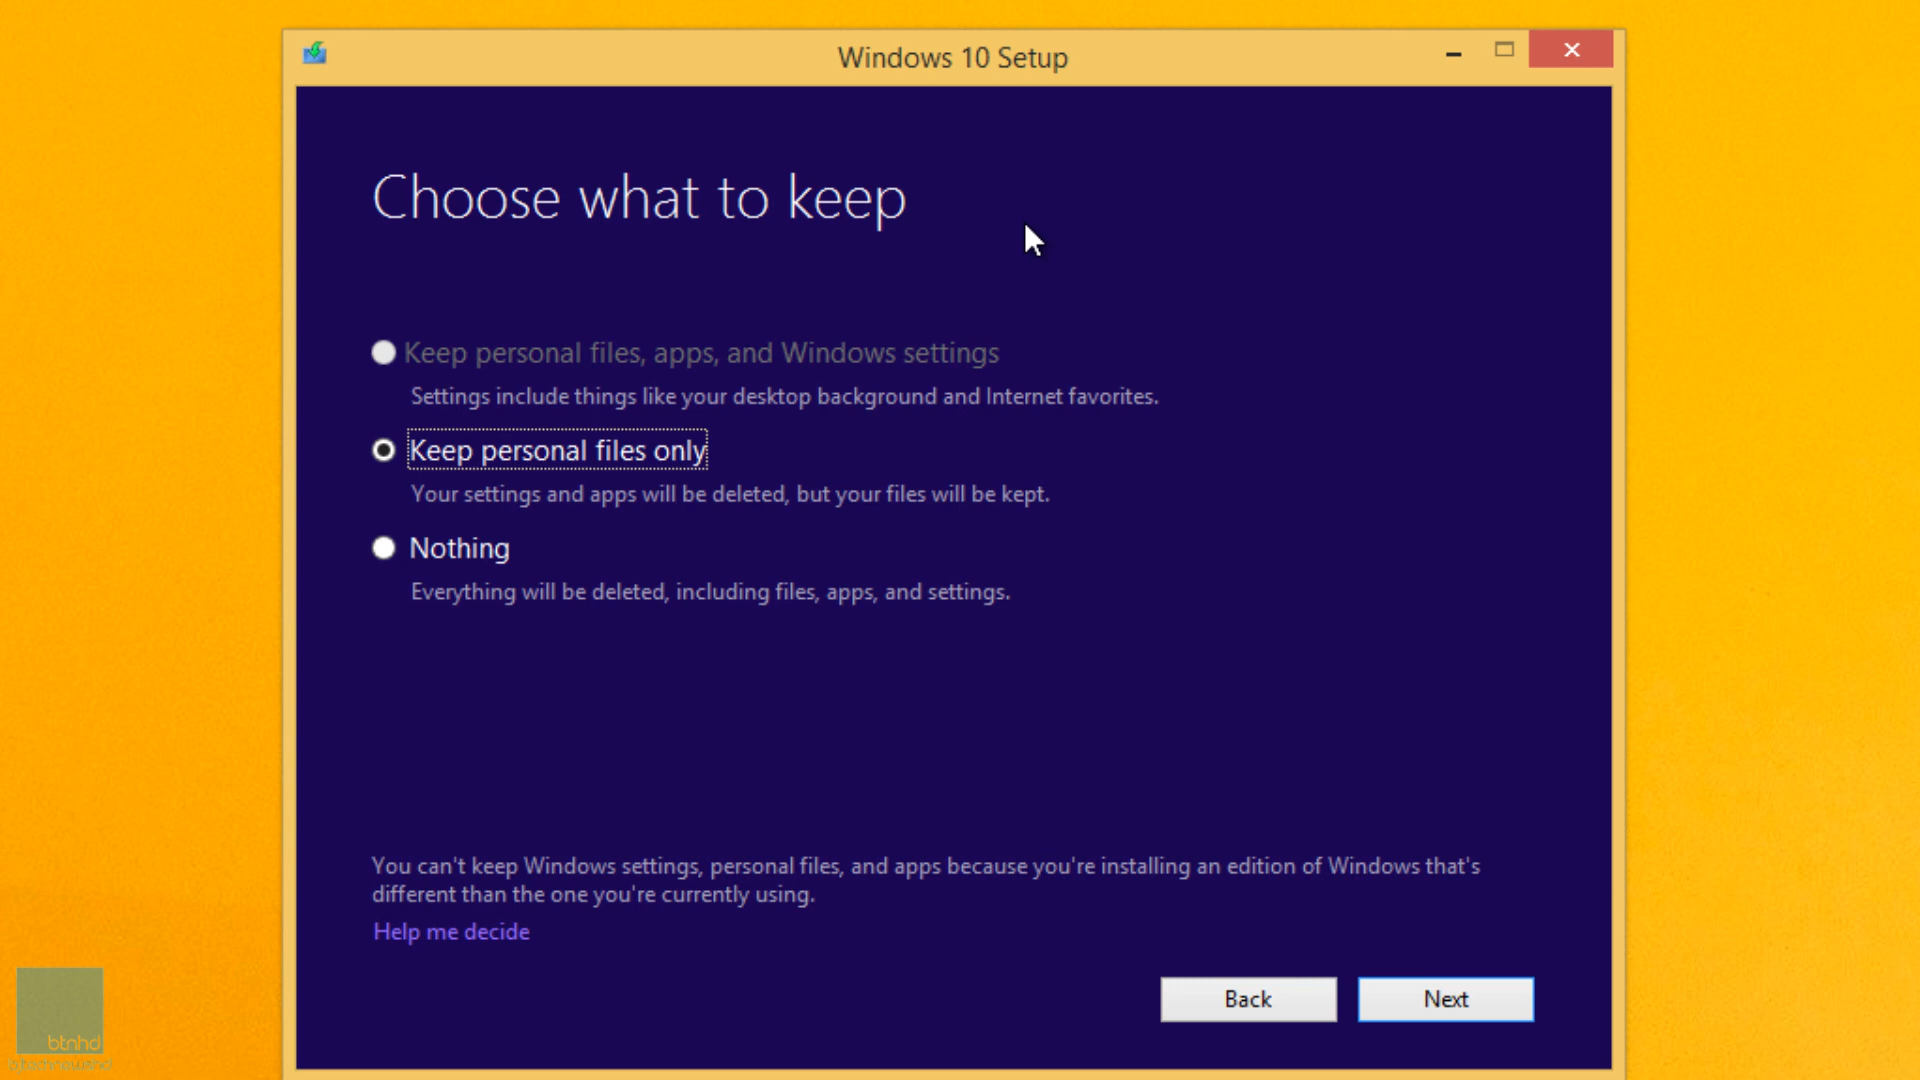 Windows 10 Setup
Choose what to keep
Keep personal files, apps, and Windows settings
Settings include things like your desktop background and Internet favorites.
Keep personal files only
Your settings and apps will be deleted, but your files will be kept.
Nothing
Everything will be deleted, including files, apps, and settings.
You can't keep Windows settings, personal files, and apps because you're installing an edition of Windows that's
different than the one you're currently using.
Help me decide
Back Next
btnhd